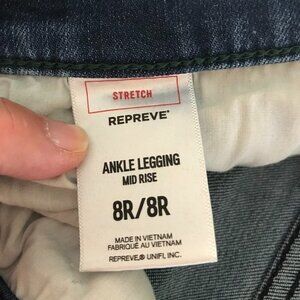 STRETCH
REPREVE®
ANKLE LEGGING
MID RISE
8R/8R
MADE IN VIETNAM
FABRIQUÉ AU VIETNAM
REPREVE® UNIFI, INC.